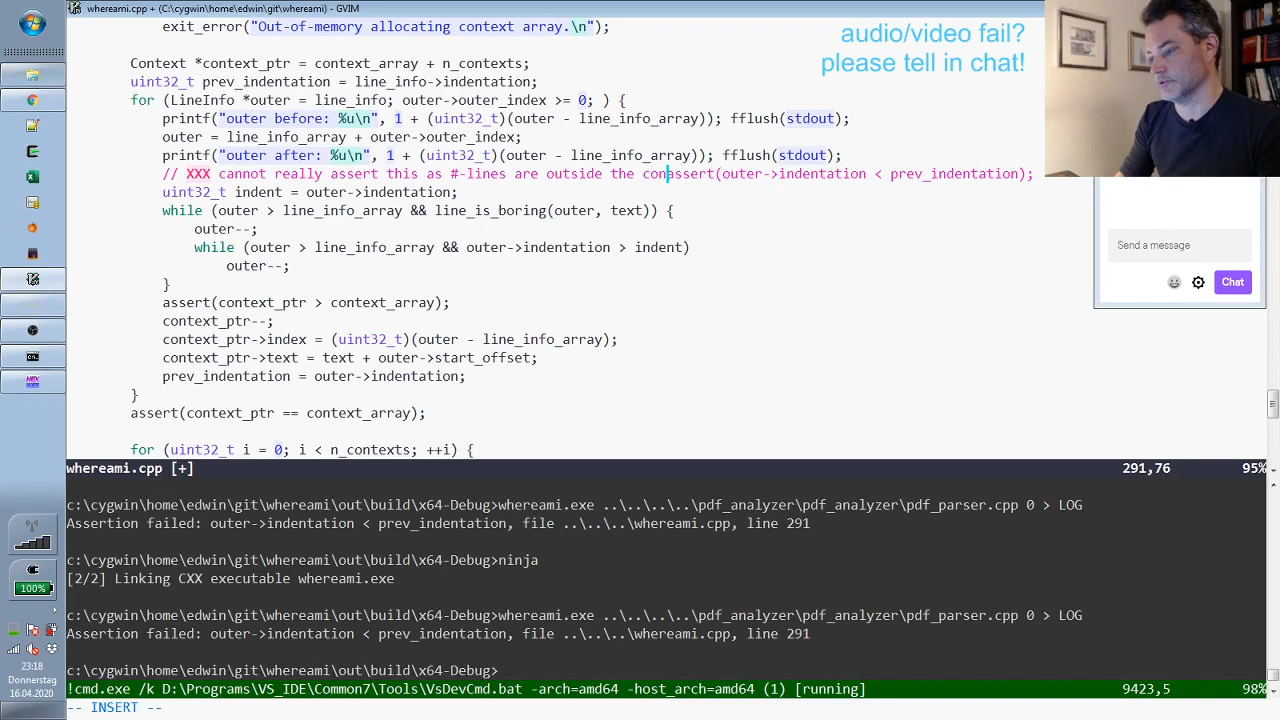 whereami.cpp + (C:\cygwin\home\edwin\git\whereami) - GVIM
exit_error("Out-of-memory allocating context array.\n");
Context *context_ptr = context_array + n_contexts;
uint32_t prev_indentation = line_info->indentation;
for (LineInfo *outer = line_info; outer->outer_index >= 0; ) {
printf("outer before: %u\n", 1 + (uint32_t)(outer - line_info_array)); fflush(stdout);
outer = line_info_array + outer->outer_index;
printf("outer after: %u\n", 1 + (uint32_t)(outer - line_info_array)); fflush(stdout);
// XXX cannot really assert this as #-lines are outside the conassert(outer->indentation < prev_indentation);
uint32_t indent = outer->indentation;
while (outer > line_info_array && line_is_boring(outer, text)) {
outer--;
while (outer > line_info_array && outer->indentation > indent)
outer--;
}
assert(context_ptr > context_array);
context_ptr--;
context_ptr->index = (uint32_t)(outer - line_info_array);
context_ptr->text = text + outer->start_offset;
prev_indentation = outer->indentation;
}
assert(context_ptr == context_array);
for (uint32_t i = 0; i < n_contexts; ++i) {
whereami.cpp [+] 291,76 95%
c:\cygwin\home\edwin\git\whereami\out\build\x64-Debug>whereami.exe ..\..\..\..\pdf_analyzer\pdf_analyzer\pdf_parser.cpp 0 > LOG
Assertion failed: outer->indentation < prev_indentation, file ..\..\..\whereami.cpp, line 291
c:\cygwin\home\edwin\git\whereami\out\build\x64-Debug>ninja
[2/2] Linking CXX executable whereami.exe
c:\cygwin\home\edwin\git\whereami\out\build\x64-Debug>whereami.exe ..\..\..\..\pdf_analyzer\pdf_analyzer\pdf_parser.cpp 0 > LOG
Assertion failed: outer->indentation < prev_indentation, file ..\..\..\whereami.cpp, line 291
c:\cygwin\home\edwin\git\whereami\out\build\x64-Debug>
!cmd.exe /k D:\Programs\VS_IDE\Common7\Tools\VsDevCmd.bat -arch=amd64 -host_arch=amd64 (1) [running] 9423,5 98%
-- INSERT --
audio/video fail?
please tell in chat!
Send a message
Chat
HEX
100%
23:18
Donnerstag
16.04.2020